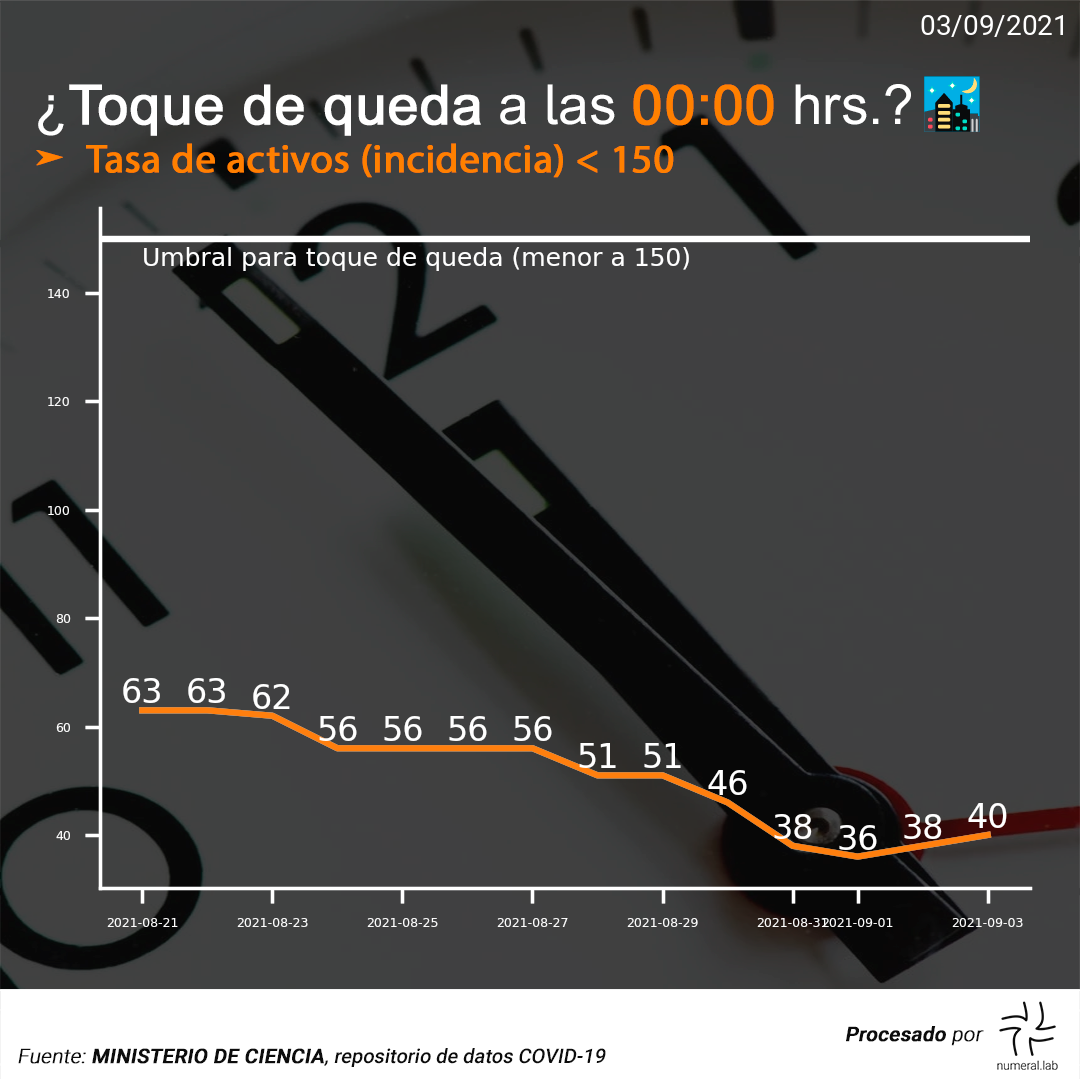 03/09/2021
¿Toque de queda a las 00:00 hrs.?
➤ Tasa de activos (incidencia) < 150
Umbral para toque de queda (menor a 150)
140
120
100
80
60
40
63 63 62 56 56 56 56 51 51 46 38 36 38 40
2021-08-21 2021-08-23 2021-08-25 2021-08-27 2021-08-29 2021-08-31 2021-09-01 2021-09-03
2
1
11
10
Procesado por
numeral.lab
Fuente: MINISTERIO DE CIENCIA, repositorio de datos COVID-19